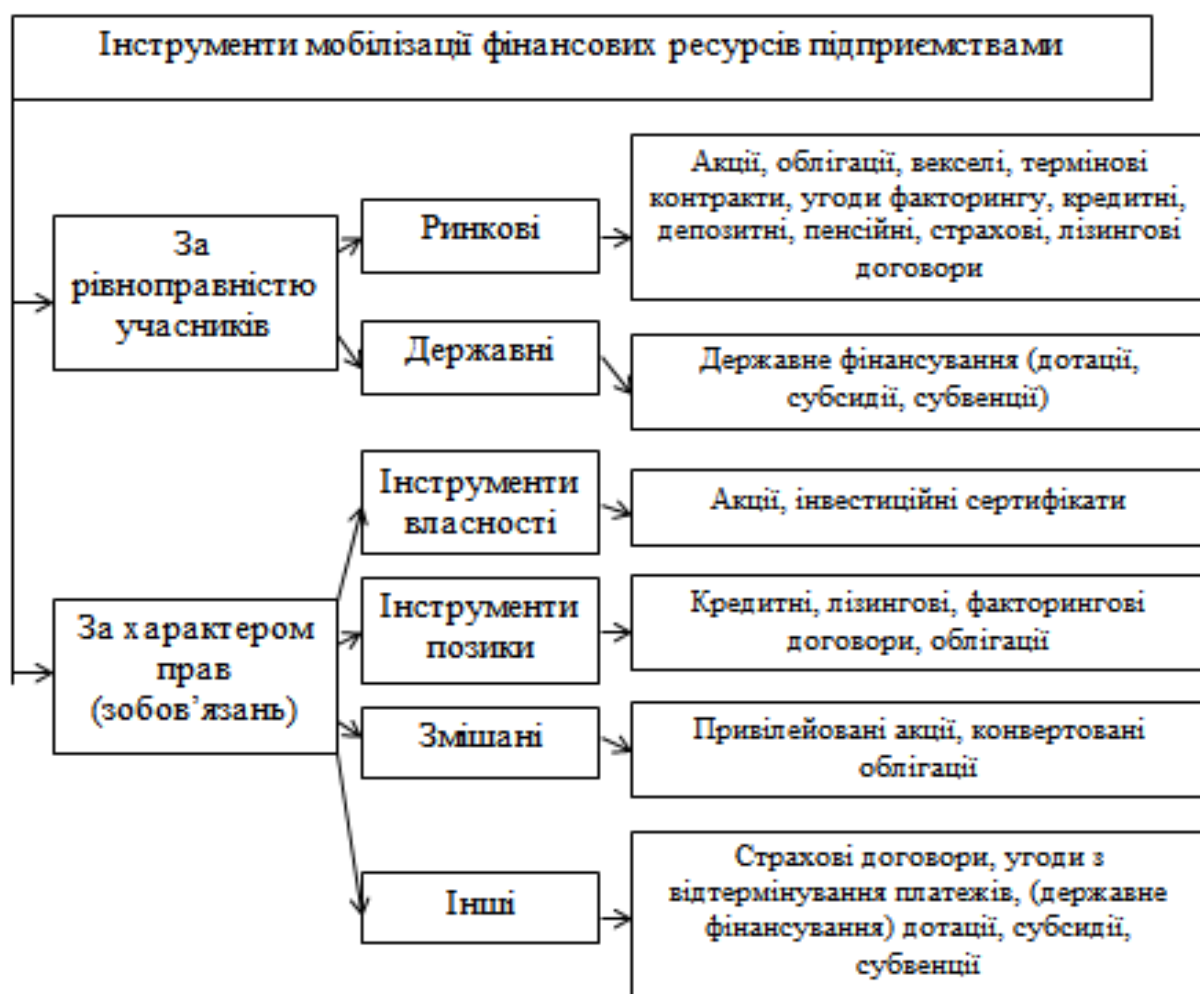 Інструменти мобілізації фінансових ресурсів підприємствами
За
рівноправністю
учасників
Ринкові
Акції, облігації, векселі, термінові
контракти, угоди факторингу, кредитні,
депозитні, пенсійні, страхові, лізингові
договори
Державні
Державне фінансування (дотації,
субсидії, субвенції)
За характером
прав
(зобов’язань)
Інструменти
власності
Акції, інвестиційні сертифікати
Інструменти
позики
Кредитні, лізингові, факторингові
договори, облігації
Змішані
Привілейовані акції, конвертовані
облігації
Інші
Страхові договори, угоди з
відтермінування платежів, (державне
фінансування) дотації, субсидії,
субвенції